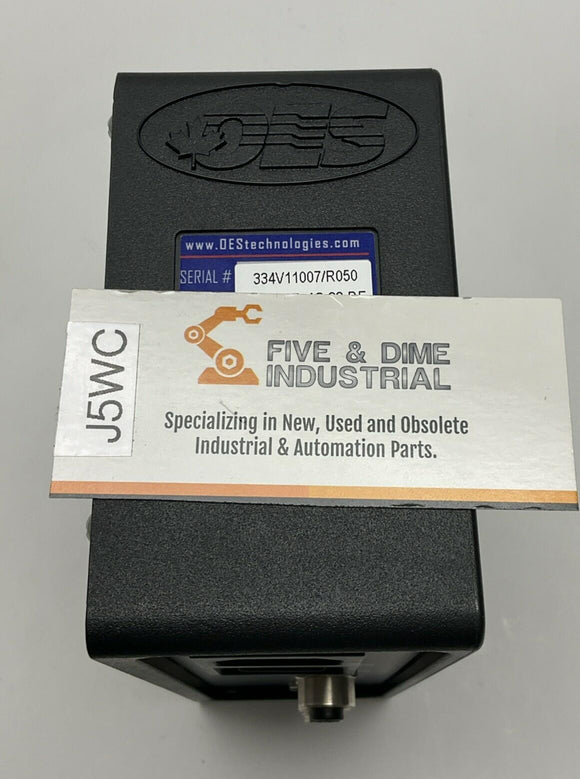 OES
www.OEStechnologies.com
SERIAL # 334V11007/R050
J5WC
FIVE & DIME
INDUSTRIAL
Specializing in New, Used and Obsolete
Industrial & Automation Parts.